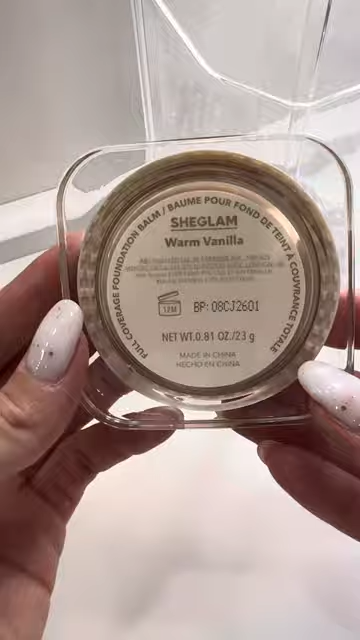 FULL COVERAGE FOUNDATION BALM / BAUME POUR FOND DE TEINT À COUVRANCE TOTALE
SHEGLAM
Warm Vanilla
12M
BP: 08CJ2601
NET WT.0.81 OZ./23 g
MADE IN CHINA
HECHO EN CHINA